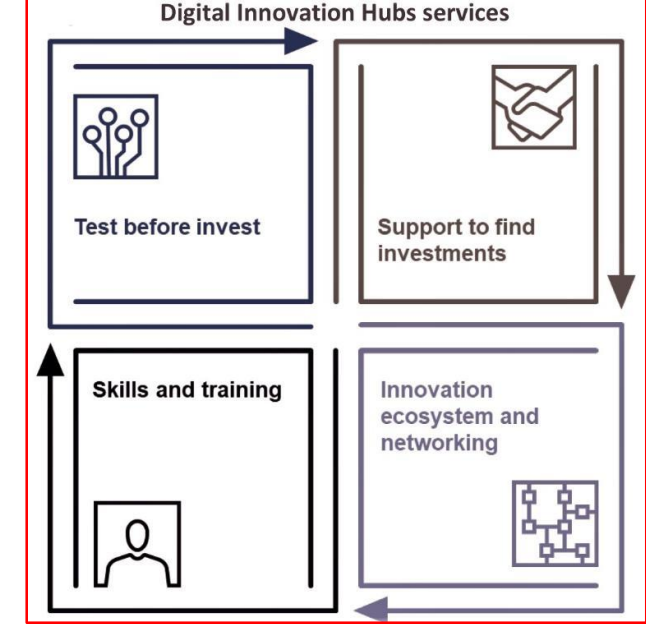 Digital Innovation Hubs services
Test before invest
Support to find
investments
Skills and training
Innovation
ecosystem and
networking